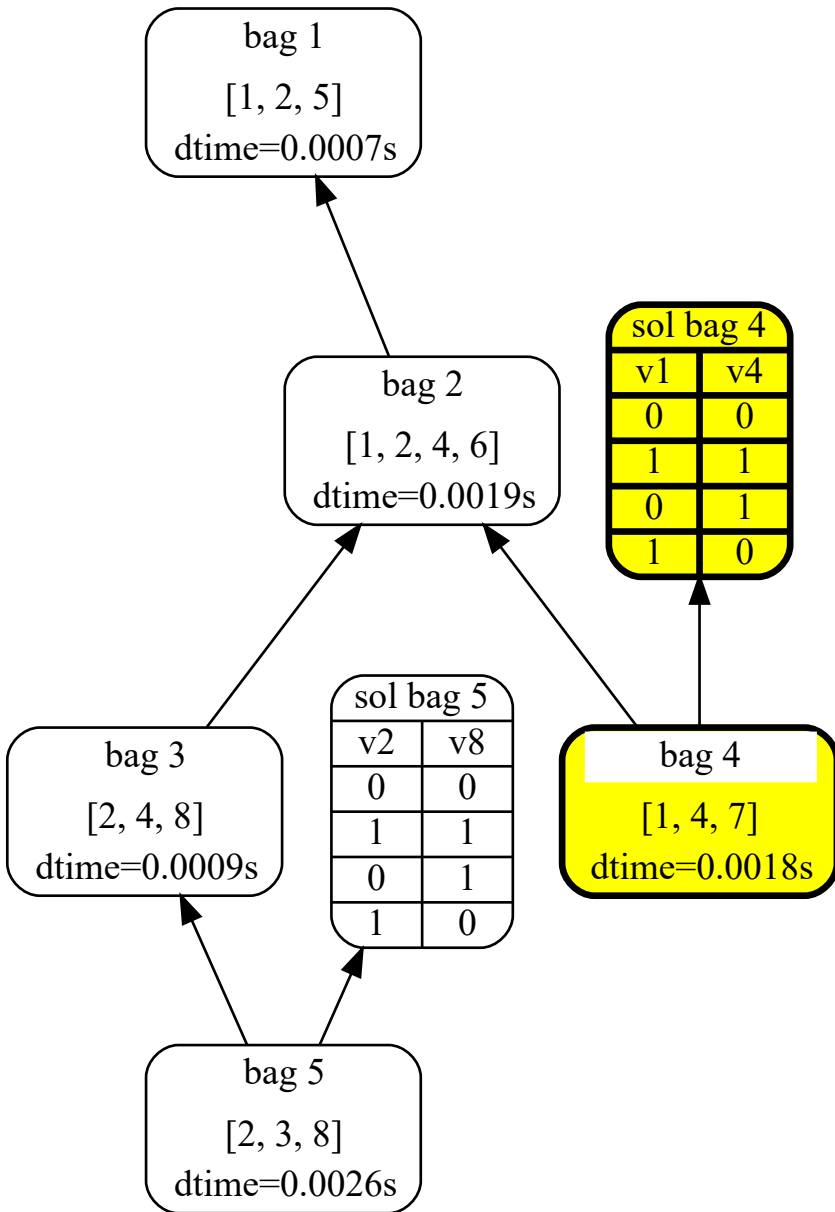 bag 1
[1, 2, 5]
dtime=0.0007s
sol bag 4
v1 v4
0 0
1 1
0 1
1 0
bag 2
[1, 2, 4, 6]
dtime=0.0019s
sol bag 5
v2 v8
0 0
1 1
0 1
1 0
bag 3
[2, 4, 8]
dtime=0.0009s
bag 4
[1, 4, 7]
dtime=0.0018s
bag 5
[2, 3, 8]
dtime=0.0026s